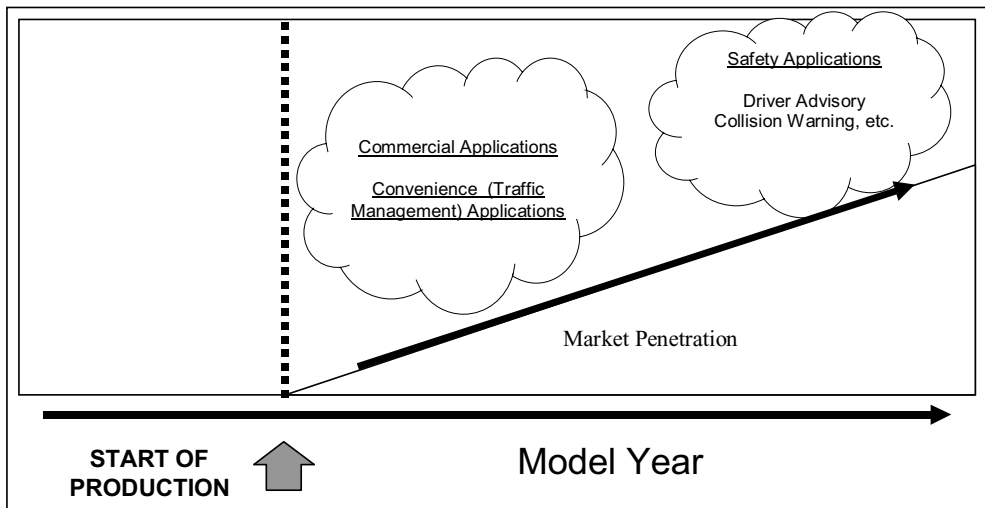 Safety Applications
Driver Advisory
Collision Warning, etc.
Commercial Applications
Convenience (Traffic
Management) Applications
Market Penetration
START OF
PRODUCTION
Model Year